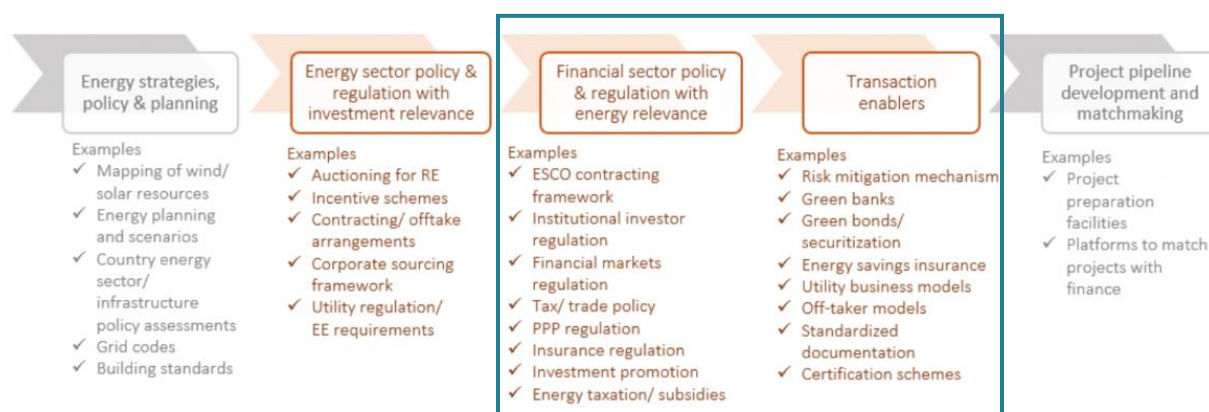 Energy strategies,
policy & planning
Examples
✓ Mapping of wind/
solar resources
✓ Energy planning
and scenarios
✓ Country energy
sector/
infrastructure
policy assessments
✓ Grid codes
✓ Building standards
Energy sector policy &
regulation with
investment relevance
Examples
✓ Auctioning for RE
✓ Incentive schemes
✓ Contracting/ offtake
arrangements
✓ Corporate sourcing
framework
✓ Utility regulation/
EE requirements
Financial sector policy
& regulation with
energy relevance
Examples
✓ ESCO contracting
framework
✓ Institutional investor
regulation
✓ Financial markets
regulation
✓ Tax/ trade policy
✓ PPP regulation
✓ Insurance regulation
✓ Investment promotion
✓ Energy taxation/ subsidies
Transaction
enablers
Examples
✓ Risk mitigation mechanism
✓ Green banks
✓ Green bonds/
securitization
✓ Energy savings insurance
✓ Utility business models
✓ Off-taker models
✓ Standardized
documentation
✓ Certification schemes
Project pipeline
development and
matchmaking
Examples
✓ Project
preparation
facilities
✓ Platforms to match
projects with
finance